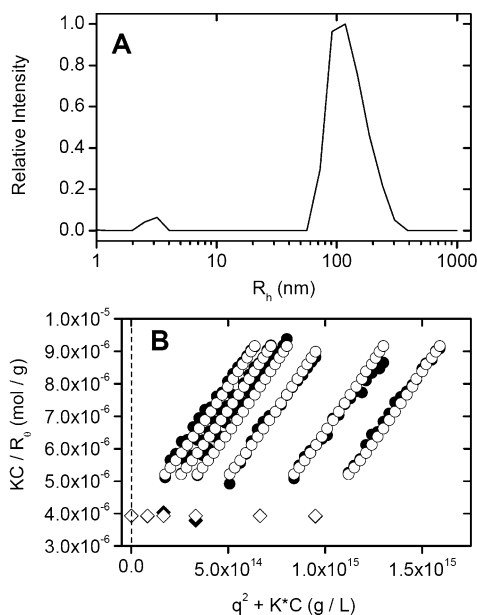 A
Relative Intensity
1.0
0.8
0.6
0.4
0.2
0.0
1 10 100 1000
R_h (nm)
B
KC / R_θ (mol / g)
1.0x10^-5
9.0x10^-6
8.0x10^-6
7.0x10^-6
6.0x10^-6
5.0x10^-6
4.0x10^-6
3.0x10^-6
0.0 5.0x10^14 1.0x10^15 1.5x10^15
q^2 + K*C (g / L)